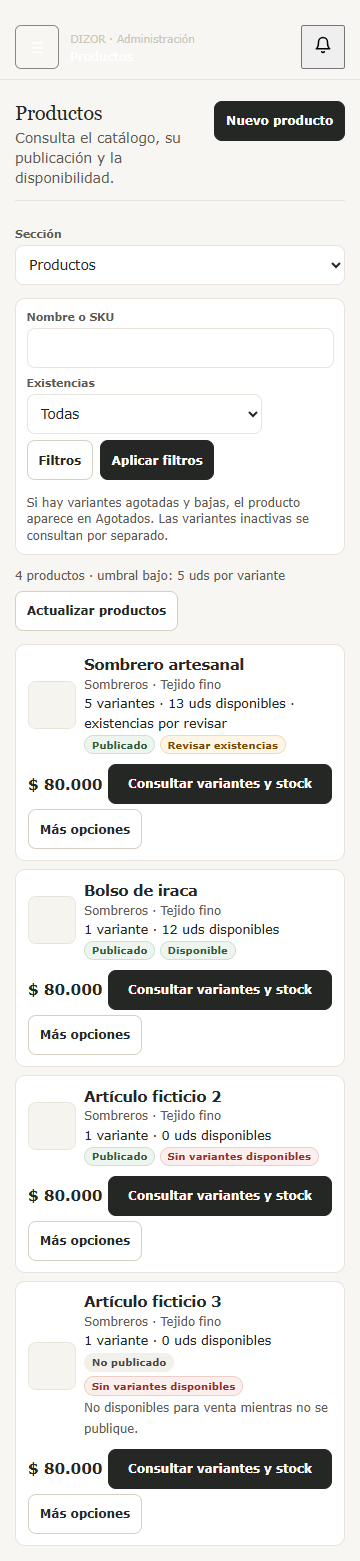 DIZOR · Administración
Productos
Productos
Nuevo producto
Consulta el catálogo, su
publicación y la
disponibilidad.
Sección
Productos
Nombre o SKU
Existencias
Todas
Filtros
Aplicar filtros
Si hay variantes agotadas y bajas, el producto
aparece en Agotados. Las variantes inactivas se
consultan por separado.
4 productos · umbral bajo: 5 uds por variante
Actualizar productos
Sombrero artesanal
Sombreros · Tejido fino
5 variantes · 13 uds disponibles ·
existencias por revisar
Publicado
Revisar existencias
$ 80.000
Consultar variantes y stock
Más opciones
Bolso de iraca
Sombreros · Tejido fino
1 variante · 12 uds disponibles
Publicado
Disponible
$ 80.000
Consultar variantes y stock
Más opciones
Artículo ficticio 2
Sombreros · Tejido fino
1 variante · 0 uds disponibles
Publicado
Sin variantes disponibles
$ 80.000
Consultar variantes y stock
Más opciones
Artículo ficticio 3
Sombreros · Tejido fino
1 variante · 0 uds disponibles
No publicado
Sin variantes disponibles
No disponibles para venta mientras no se
publique.
$ 80.000
Consultar variantes y stock
Más opciones